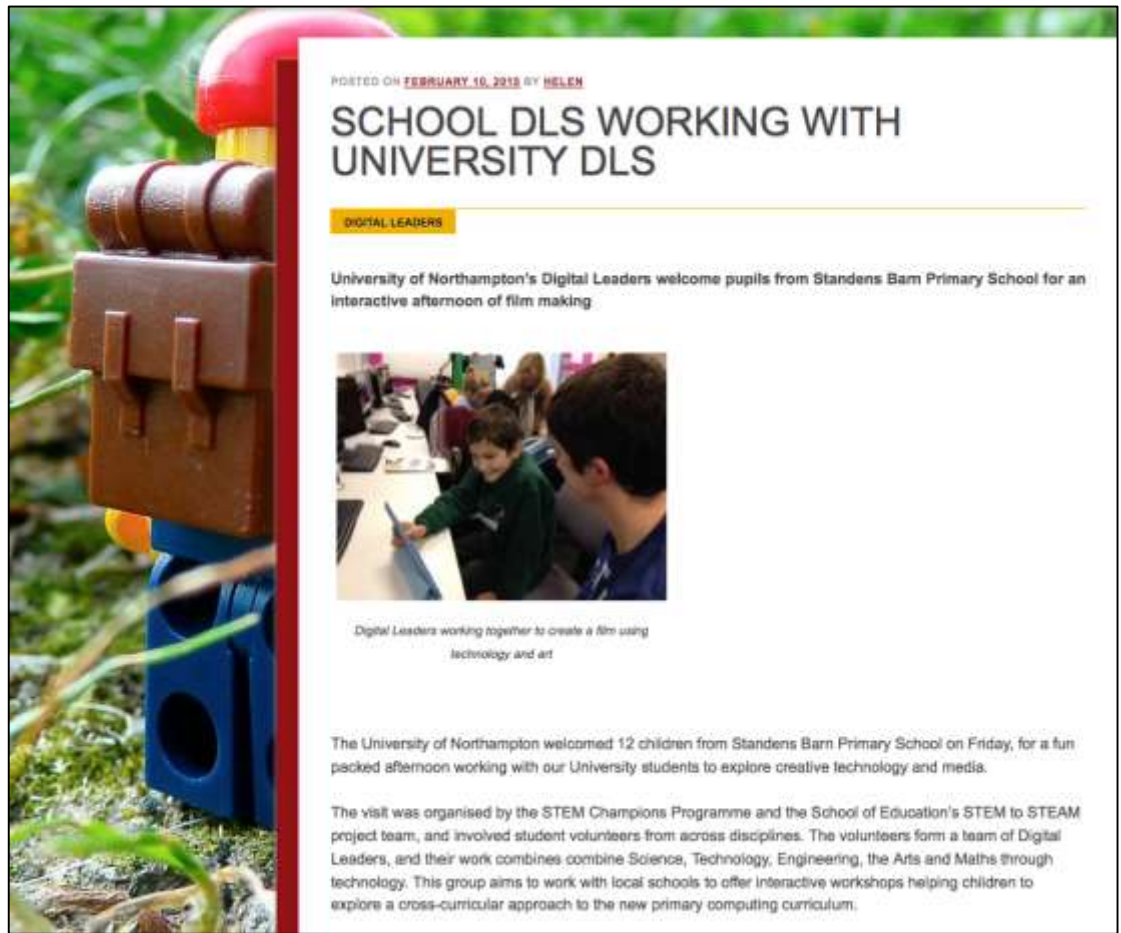 POSTED ON FEBRUARY 10, 2015 BY HELEN
SCHOOL DLS WORKING WITH
UNIVERSITY DLS
DIGITAL LEADERS
University of Northampton's Digital Leaders welcome pupils from Standens Barn Primary School for an
interactive afternoon of film making
Digital Leaders working together to create a film using
technology and art
The University of Northampton welcomed 12 children from Standens Barn Primary School on Friday, for a fun
packed afternoon working with our University students to explore creative technology and media.
The visit was organised by the STEM Champions Programme and the School of Education's STEM to STEAM
project team, and involved student volunteers from across disciplines. The volunteers form a team of Digital
Leaders, and their work combines combine Science, Technology, Engineering, the Arts and Maths through
technology. This group aims to work with local schools to offer interactive workshops helping children to
explore a cross-curricular approach to the new primary computing curriculum.